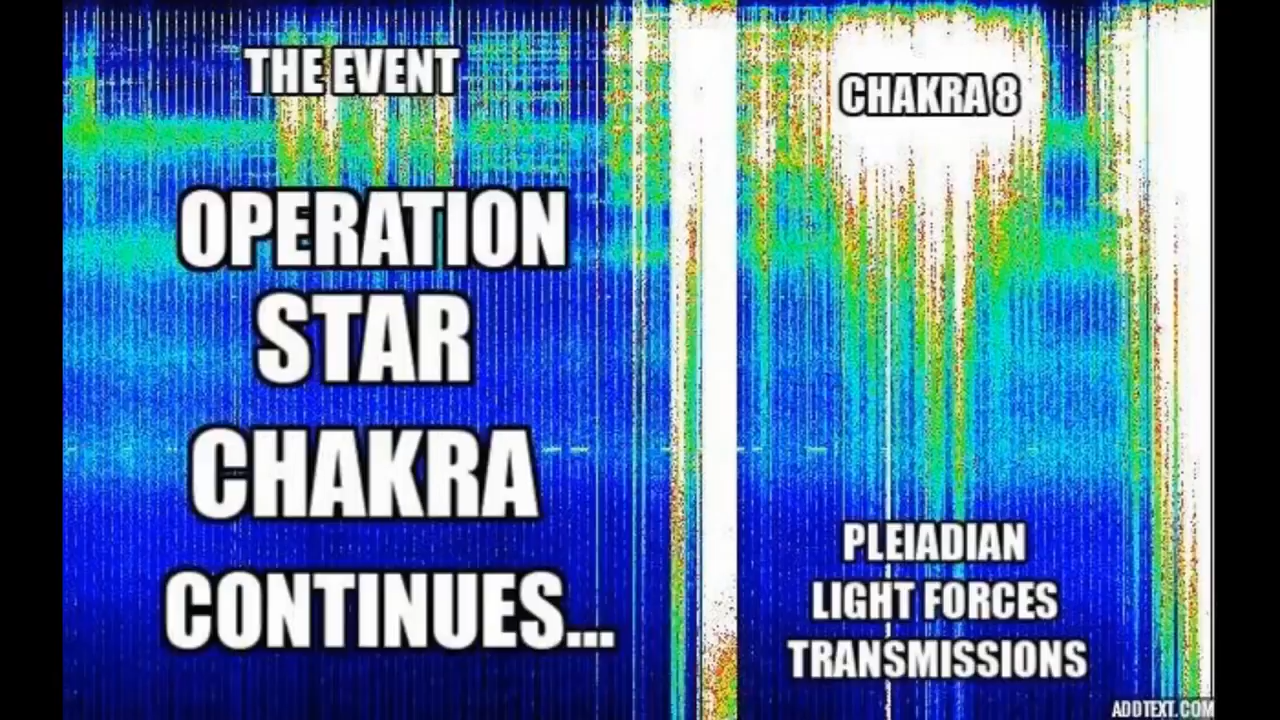 THE EVENT
CHAKRA 8
OPERATION
STAR
CHAKRA
CONTINUES...
PLEIADIAN
LIGHT FORCES
TRANSMISSIONS
ADDTEXT.COM